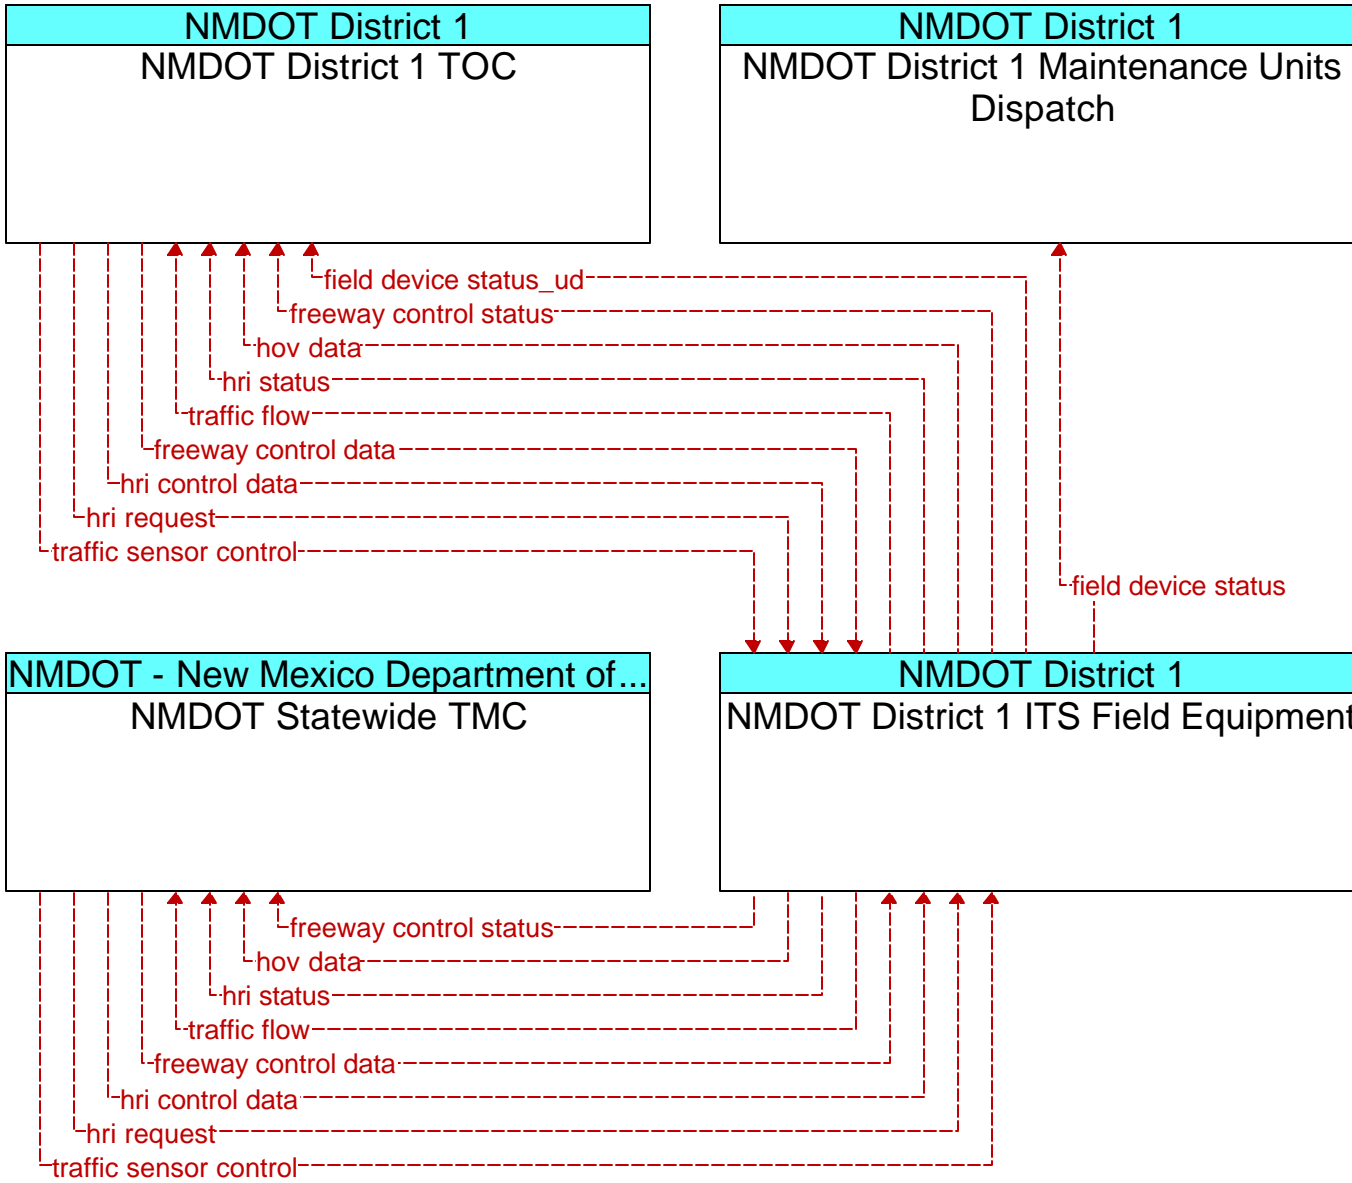 NMDOT District 1
NMDOT District 1 TOC
NMDOT District 1
NMDOT District 1 Maintenance Units
Dispatch
field device status_ud
freeway control status
hov data
hri status
traffic flow
freeway control data
hri control data
hri request
traffic sensor control
field device status
NMDOT - New Mexico Department of...
NMDOT Statewide TMC
NMDOT District 1
NMDOT District 1 ITS Field Equipment
freeway control status
hov data
hri status
traffic flow
freeway control data
hri control data
hri request
traffic sensor control